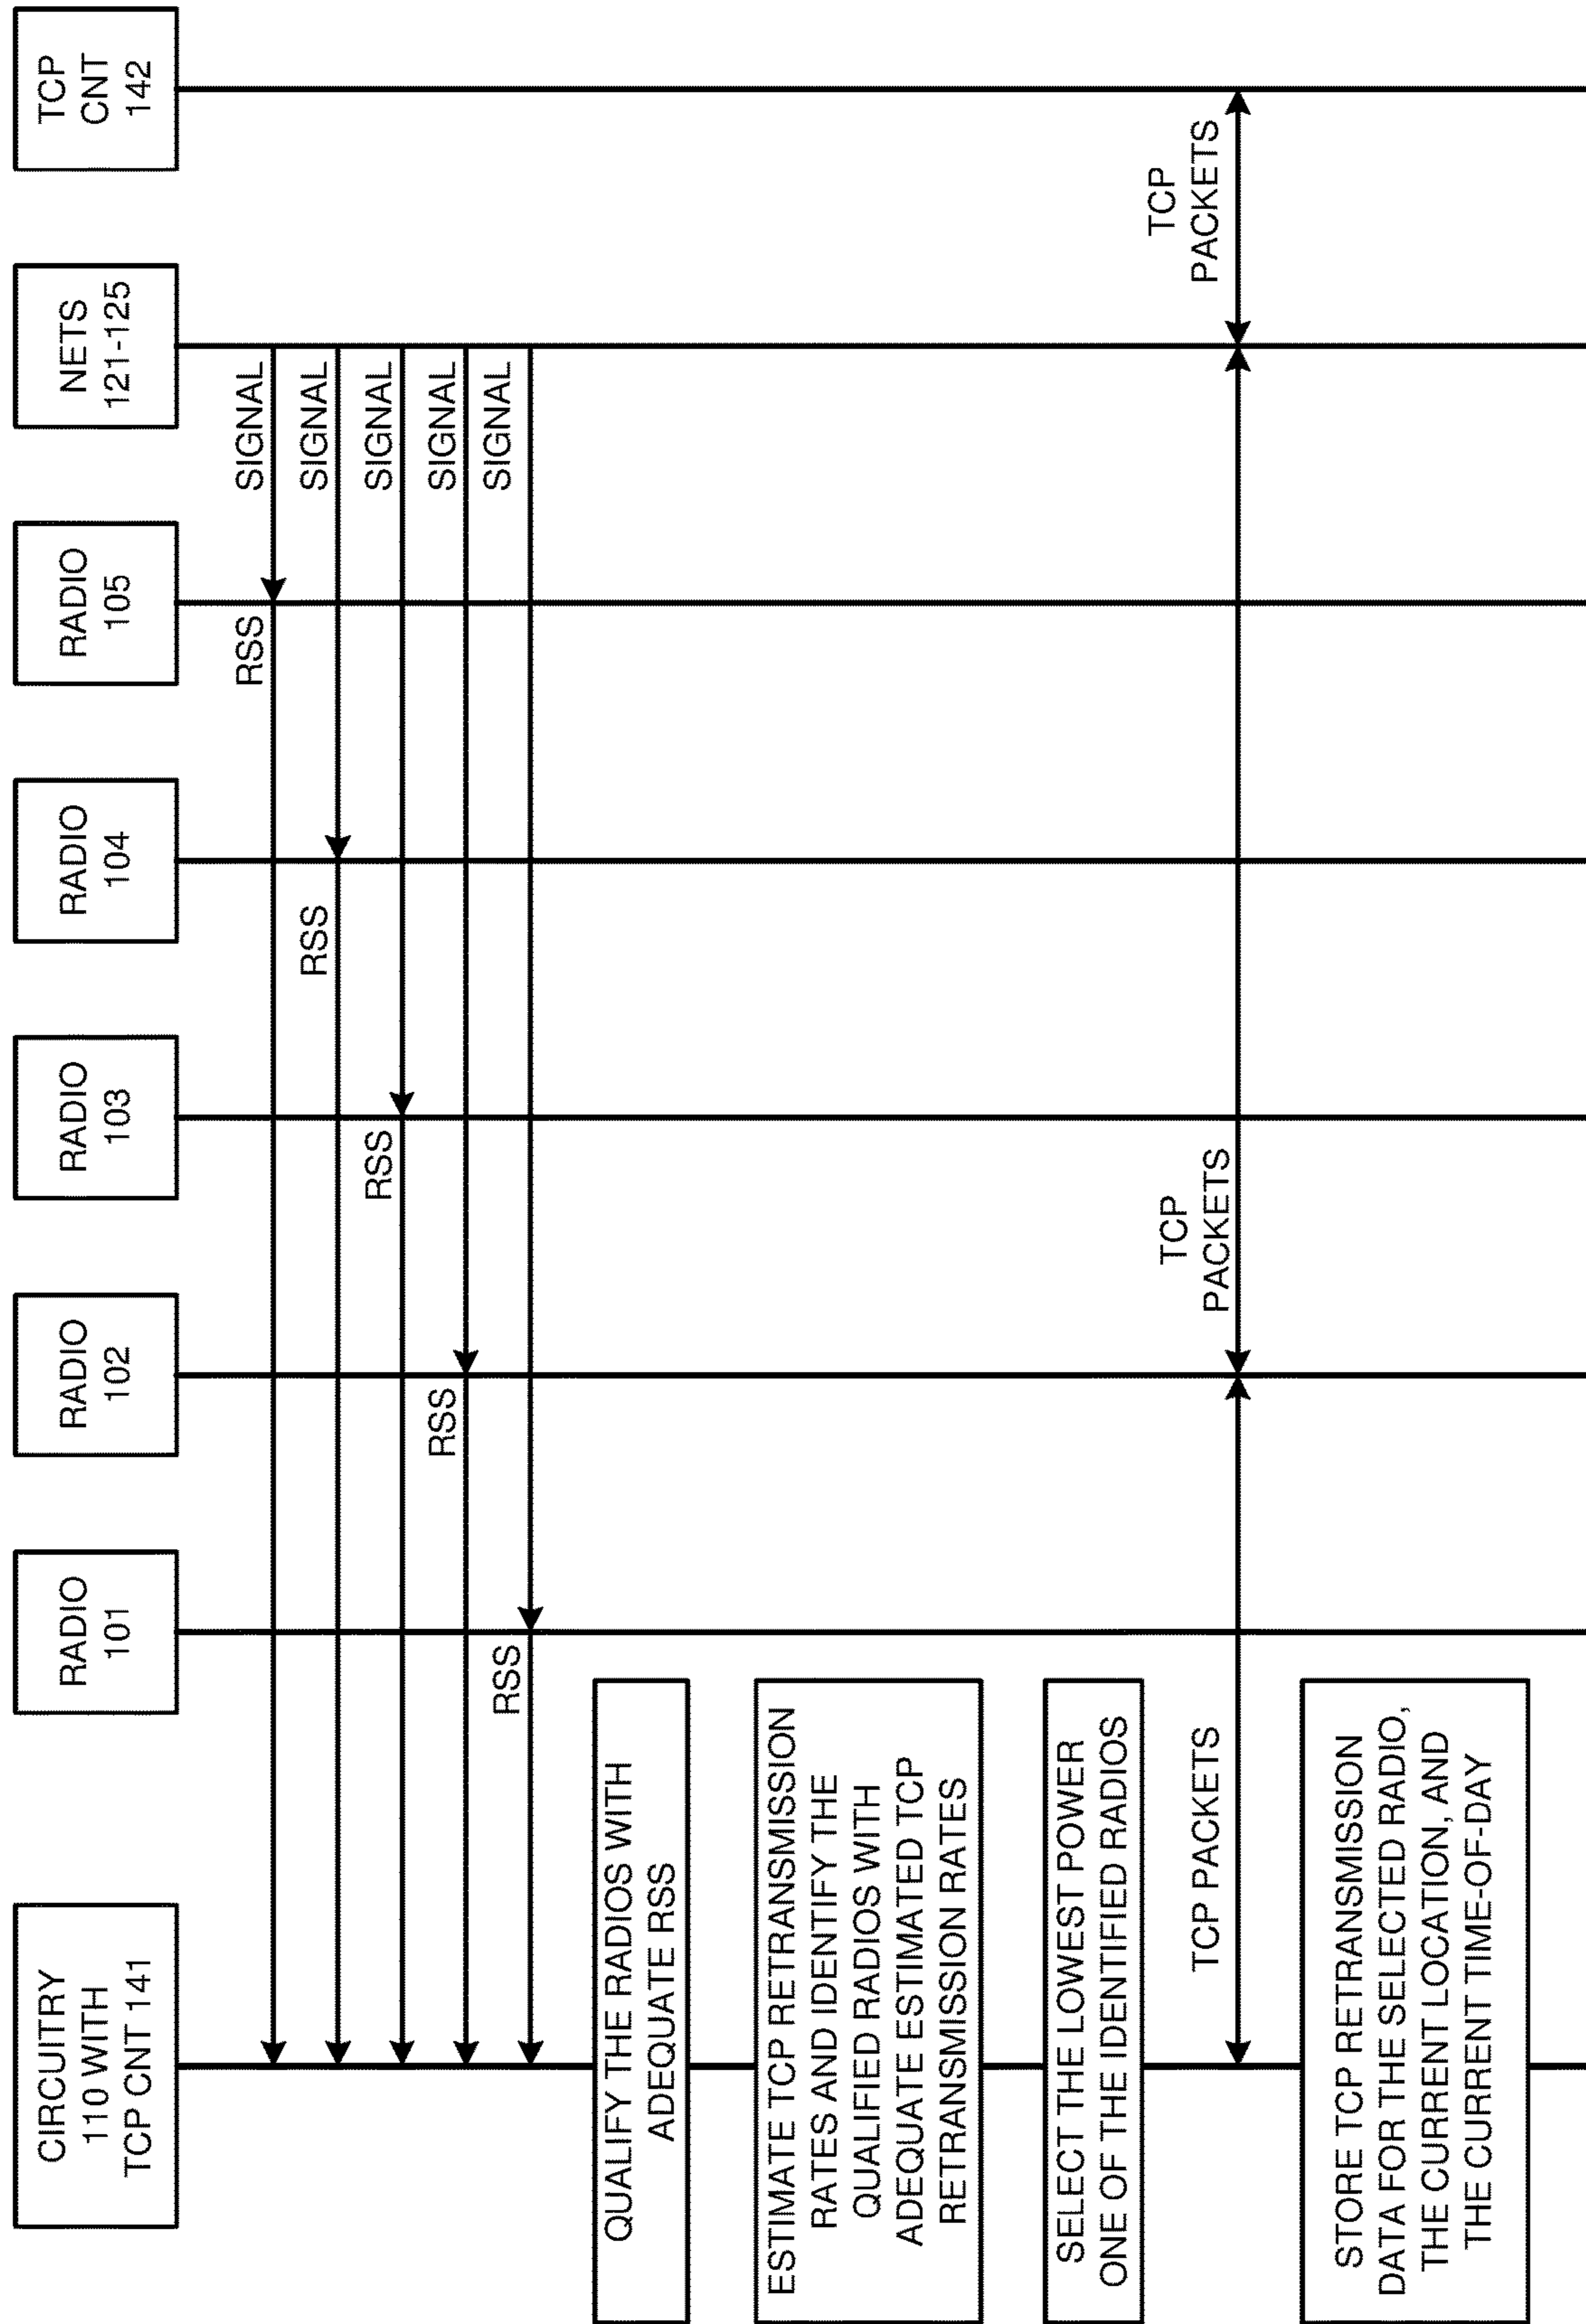 CIRCUITRY
110 WITH
TCP CNT 141
RADIO
101
RADIO
102
RADIO
103
RADIO
104
RADIO
105
NETS
121-125
TCP
CNT
142
RSS
SIGNAL
RSS
SIGNAL
RSS
SIGNAL
RSS
SIGNAL
RSS
SIGNAL
QUALIFY THE RADIOS WITH
ADEQUATE RSS
ESTIMATE TCP RETRANSMISSION
RATES AND IDENTIFY THE
QUALIFIED RADIOS WITH
ADEQUATE ESTIMATED TCP
RETRANSMISSION RATES
SELECT THE LOWEST POWER
ONE OF THE IDENTIFIED RADIOS
TCP PACKETS
TCP
PACKETS
TCP
PACKETS
STORE TCP RETRANSMISSION
DATA FOR THE SELECTED RADIO,
THE CURRENT LOCATION, AND
THE CURRENT TIME-OF-DAY